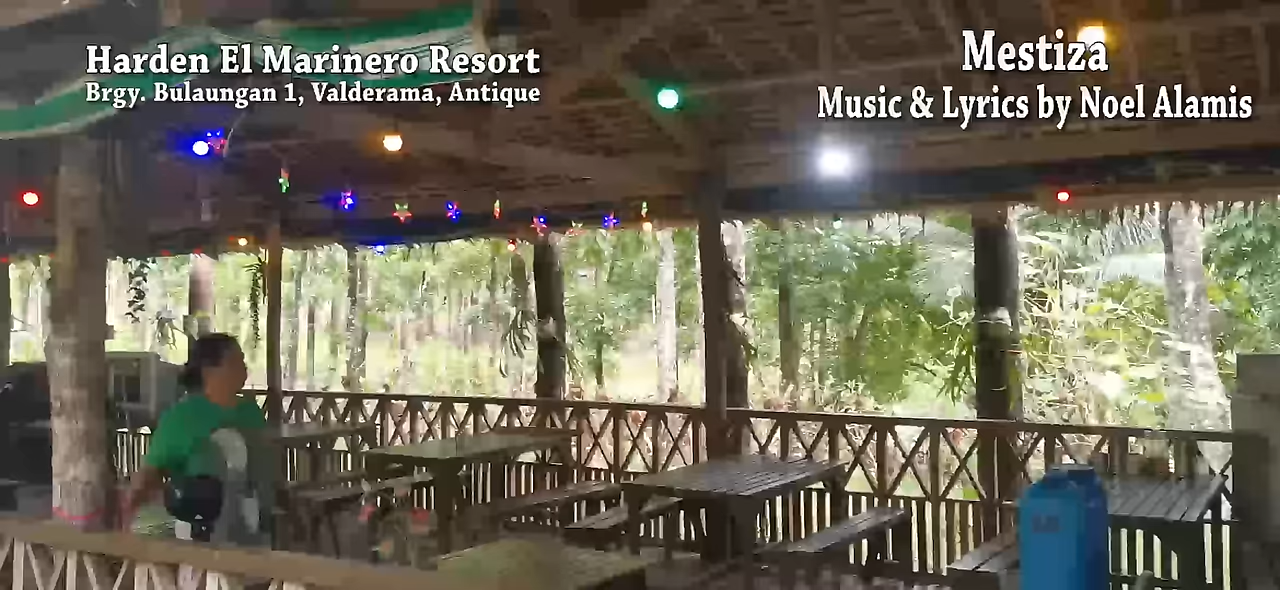 Harden El Marinero Resort
Brgy. Bulaungan 1, Valderama, Antique
Mestiza
Music & Lyrics by Noel Alamis